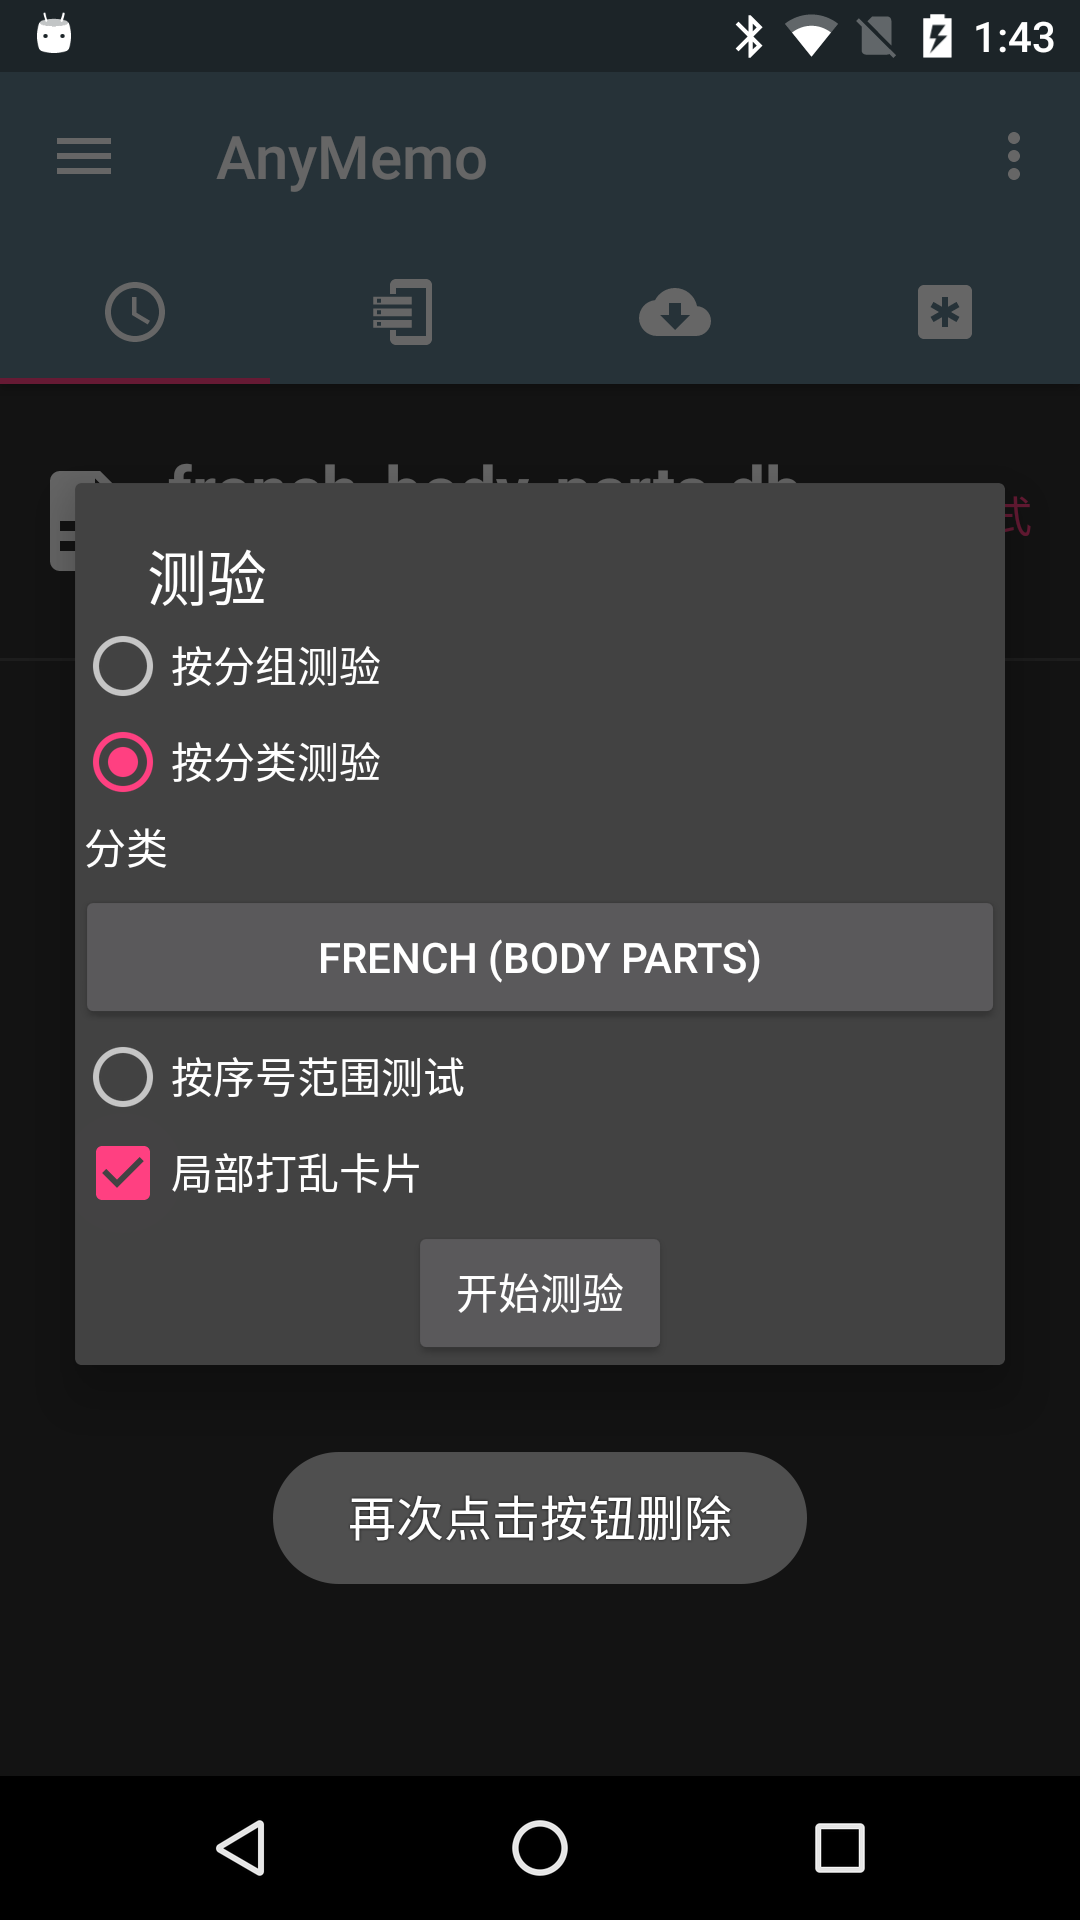 1:43
AnyMemo
french_body_parts.db
式
测验
按分组测验
按分类测验
分类
FRENCH (BODY PARTS)
按序号范围测试
局部打乱卡片
开始测验
再次点击按钮删除